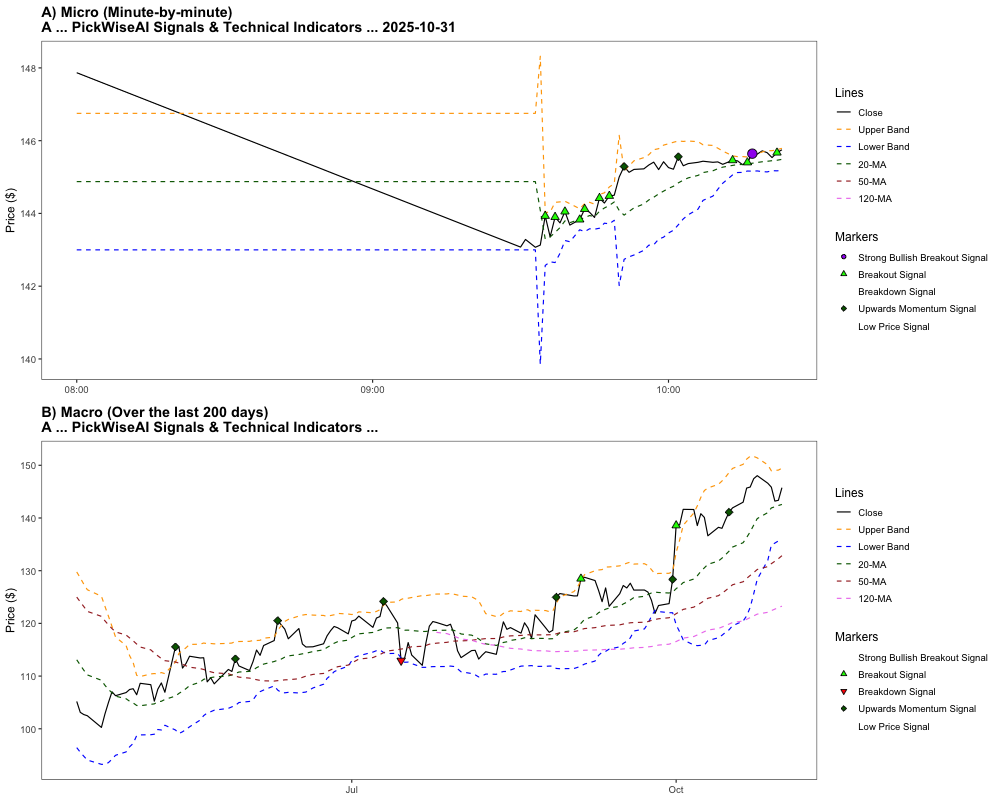 A) Micro (Minute-by-minute)
A ... PickWiseAI Signals & Technical Indicators ... 2025-10-31
Price ($)
148
146
144
142
140
08:00
09:00
10:00
Lines
Close
Upper Band
Lower Band
20-MA
50-MA
120-MA
Markers
Strong Bullish Breakout Signal
Breakout Signal
Breakdown Signal
Upwards Momentum Signal
Low Price Signal
B) Macro (Over the last 200 days)
A ... PickWiseAI Signals & Technical Indicators ...
Price ($)
150
140
130
120
110
100
Jul
Oct
Lines
Close
Upper Band
Lower Band
20-MA
50-MA
120-MA
Markers
Strong Bullish Breakout Signal
Breakout Signal
Breakdown Signal
Upwards Momentum Signal
Low Price Signal